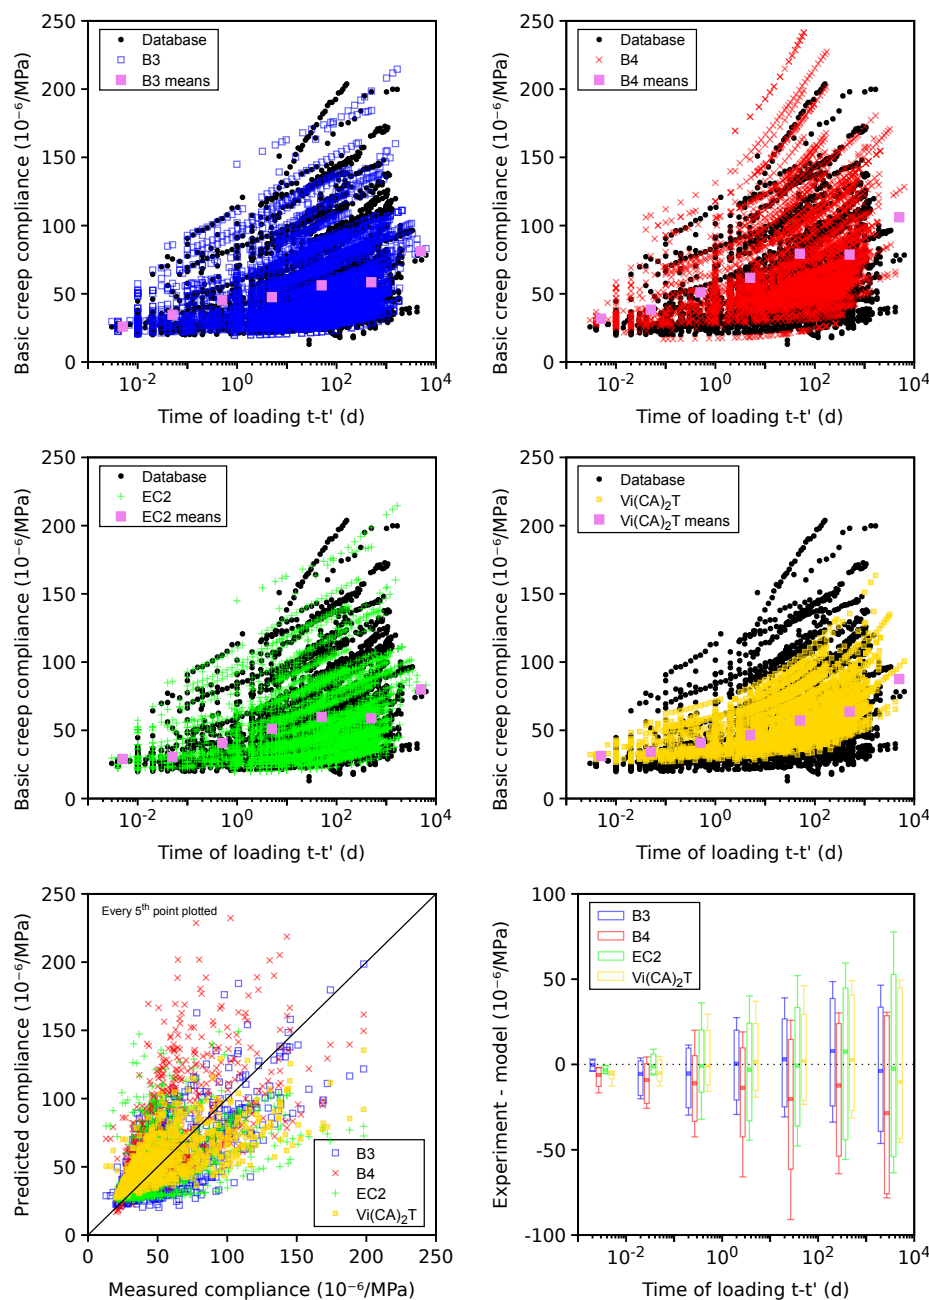 250
200
150
100
50
0
Basic creep compliance (10⁻⁶/MPa)
Database
B3
B3 means
10⁻² 10⁰ 10² 10⁴
Time of loading t-t' (d)
250
200
150
100
50
0
Basic creep compliance (10⁻⁶/MPa)
Database
B4
B4 means
10⁻² 10⁰ 10² 10⁴
Time of loading t-t' (d)
250
200
150
100
50
0
Basic creep compliance (10⁻⁶/MPa)
Database
EC2
EC2 means
10⁻² 10⁰ 10² 10⁴
Time of loading t-t' (d)
250
200
150
100
50
0
Basic creep compliance (10⁻⁶/MPa)
Database
Vi(CA)₂T
Vi(CA)₂T means
10⁻² 10⁰ 10² 10⁴
Time of loading t-t' (d)
250
200
150
100
50
0
Predicted compliance (10⁻⁶/MPa)
Every 5ᵗʰ point plotted
B3
B4
EC2
Vi(CA)₂T
0 50 100 150 200 250
Measured compliance (10⁻⁶/MPa)
100
50
0
-50
-100
Experiment - model (10⁻⁶/MPa)
B3
B4
EC2
Vi(CA)₂T
10⁻² 10⁰ 10² 10⁴
Time of loading t-t' (d)